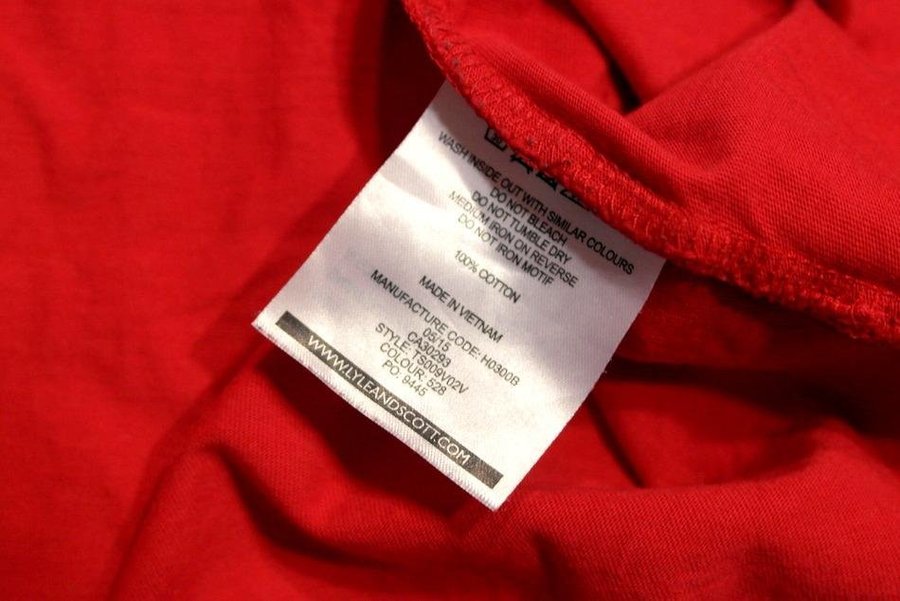 WASH INSIDE OUT WITH SIMILAR COLOURS
DO NOT BLEACH
DO NOT TUMBLE DRY
MEDIUM IRON ON REVERSE
DO NOT IRON MOTIF
100% COTTON
MADE IN VIETNAM
MANUFACTURE CODE: H0300B
05/15
CA30293
STYLE: TS009V02V
COLOUR: 528
PO: 9445
WWW.LYLEANDSCOTT.COM